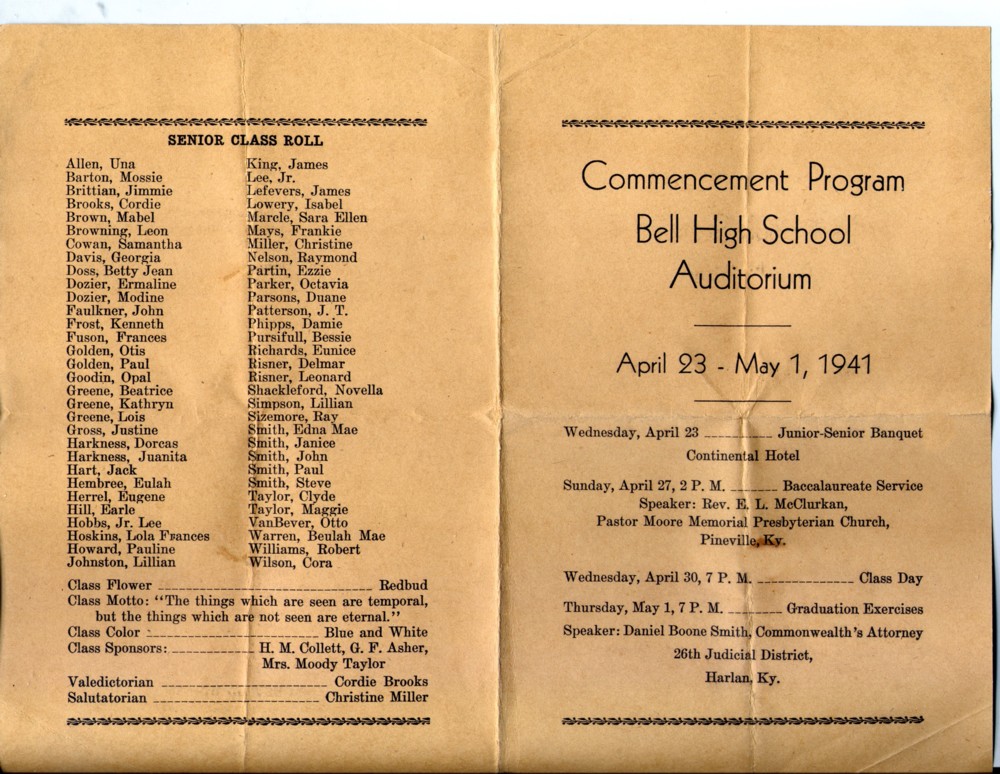 SENIOR CLASS ROLL
Allen, Una
Barton, Mossie
Brittian, Jimmie
Brooks, Cordie
Brown, Mabel
Browning, Leon
Cowan, Samantha
Davis, Georgia
Doss, Betty Jean
Dozier, Ermaline
Dozier, Modine
Faulkner, John
Frost, Kenneth
Fuson, Frances
Golden, Otis
Golden, Paul
Goodin, Opal
Greene, Beatrice
Greene, Kathryn
Greene, Lois
Gross, Justine
Harkness, Dorcas
Harkness, Juanita
Hart, Jack
Hembree, Eulah
Herrel, Eugene
Hill, Earle
Hobbs, Jr. Lee
Hoskins, Lola Frances
Howard, Pauline
Johnston, Lillian
King, James
Lee, Jr.
Lefevers, James
Lowery, Isabel
Marcle, Sara Ellen
Mays, Frankie
Miller, Christine
Nelson, Raymond
Partin, Ezzie
Parker, Octavia
Parsons, Duane
Patterson, J. T.
Phipps, Damie
Pursifull, Bessie
Richards, Eunice
Risner, Delmar
Risner, Leonard
Shackleford, Novella
Simpson, Lillian
Sizemore, Ray
Smith, Edna Mae
Smith, Janice
Smith, John
Smith, Paul
Smith, Steve
Taylor, Clyde
Taylor, Maggie
VanBever, Otto
Warren, Beulah Mae
Williams, Robert
Wilson, Cora
Class Flower Redbud
Class Motto: "The things which are seen are temporal,
but the things which are not seen are eternal."
Class Color Blue and White
Class Sponsors: H. M. Collett, G. F. Asher,
Mrs. Moody Taylor
Valedictorian Cordie Brooks
Salutatorian Christine Miller
Commencement Program
Bell High School
Auditorium
April 23 - May 1, 1941
Wednesday, April 23 Junior-Senior Banquet
Continental Hotel
Sunday, April 27, 2 P. M. Baccalaureate Service
Speaker: Rev. E. L. McClurkan,
Pastor Moore Memorial Presbyterian Church,
Pineville, Ky.
Wednesday, April 30, 7 P. M. Class Day
Thursday, May 1, 7 P. M. Graduation Exercises
Speaker: Daniel Boone Smith, Commonwealth's Attorney
26th Judicial District,
Harlan, Ky.